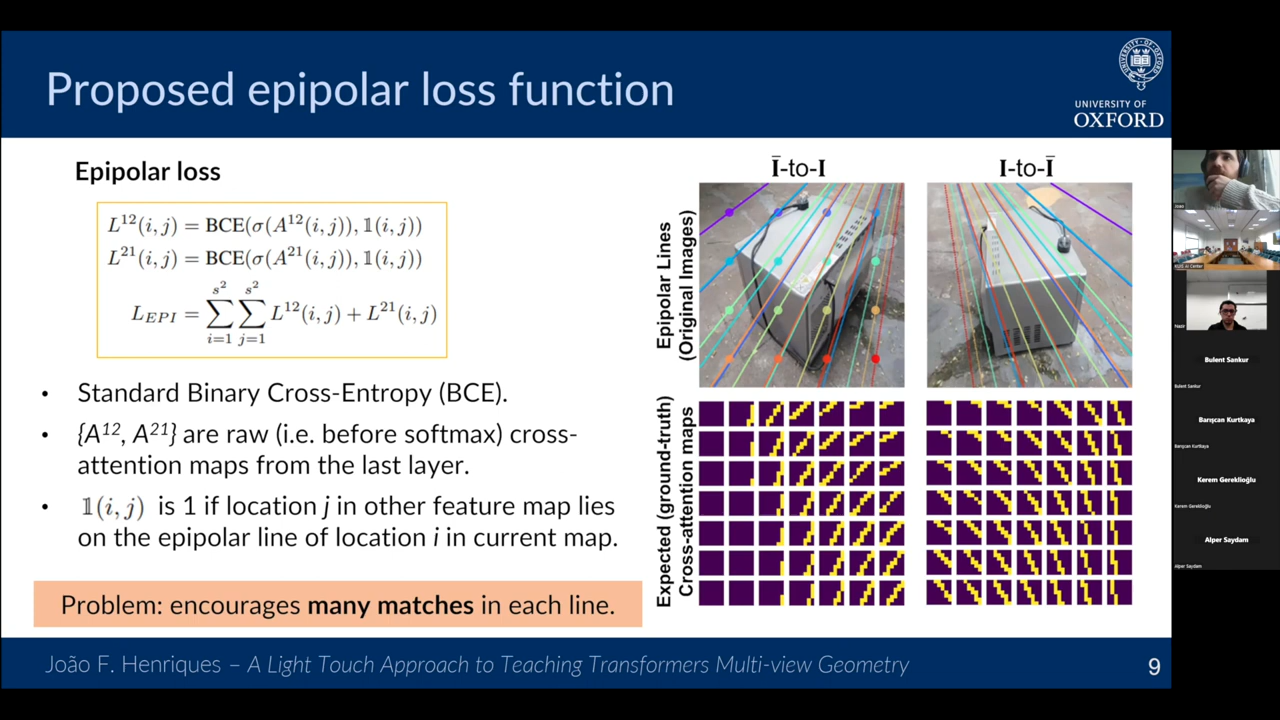 Proposed epipolar loss function
UNIVERSITY OF
OXFORD
Epipolar loss
L¹²(i, j) = BCE(σ(A¹²(i, j)), 𝟙(i, j))
L²¹(i, j) = BCE(σ(A²¹(i, j)), 𝟙(i, j))
L_EPI = ∑_{i=1}^{s²} ∑_{j=1}^{s²} L¹²(i, j) + L²¹(i, j)
• Standard Binary Cross-Entropy (BCE).
• {A¹², A²¹} are raw (i.e. before softmax) cross-
attention maps from the last layer.
• 𝟙(i, j) is 1 if location j in other feature map lies
on the epipolar line of location i in current map.
Problem: encourages many matches in each line.
Ī-to-I
I-to-Ī
Epipolar Lines
(Original Images)
Expected (ground-truth)
Cross-attention maps
João F. Henriques – A Light Touch Approach to Teaching Transformers Multi-view Geometry
9
KUIS AI Center
Bulent Sankur
Bulent Sankur
Barışcan Kurtkaya
Barışcan Kurtkaya
Kerem Gereklioğlu
Kerem Gereklioğlu
Alper Saydam
Alper Saydam